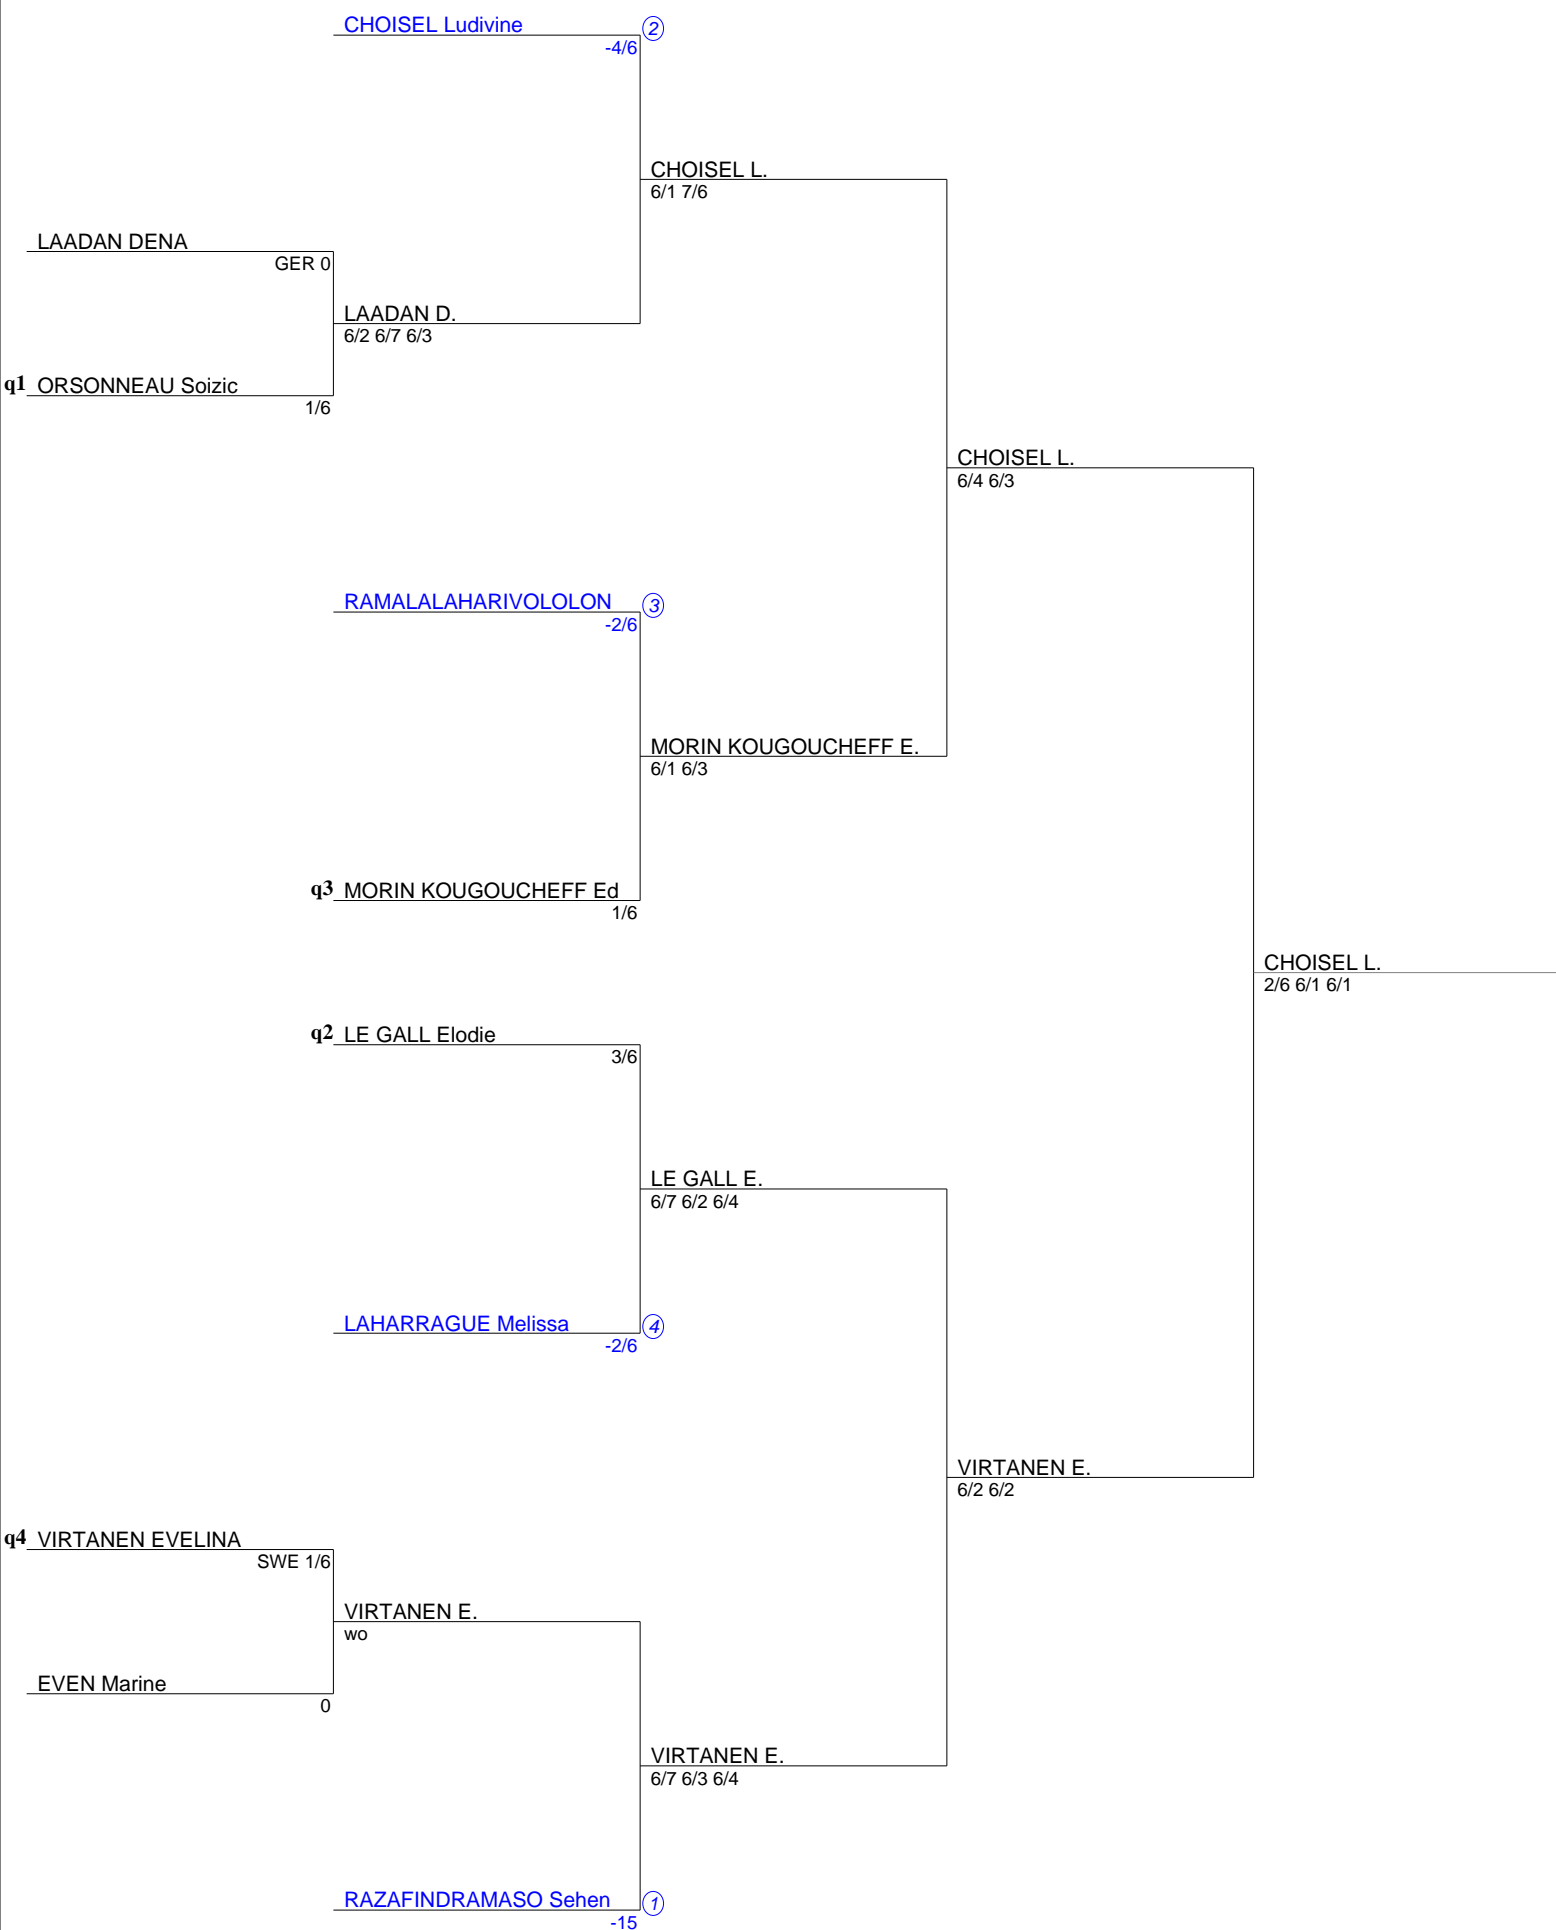 CHOISEL Ludivine 2
-4/6
CHOISEL L.
6/1 7/6
LAADAN DENA
GER 0
LAADAN D.
6/2 6/7 6/3
q1 ORSONNEAU Soizic
1/6
CHOISEL L.
6/4 6/3
RAMALALAHARIVOLOLON 3
-2/6
MORIN KOUGOUCHEFF E.
6/1 6/3
q3 MORIN KOUGOUCHEFF Ed
1/6
CHOISEL L.
2/6 6/1 6/1
q2 LE GALL Elodie
3/6
LE GALL E.
6/7 6/2 6/4
LAHARRAGUE Melissa 4
-2/6
VIRTANEN E.
6/2 6/2
q4 VIRTANEN EVELINA
SWE 1/6
VIRTANEN E.
wo
EVEN Marine
0
VIRTANEN E.
6/7 6/3 6/4
RAZAFINDRAMASO Sehen 1
-15